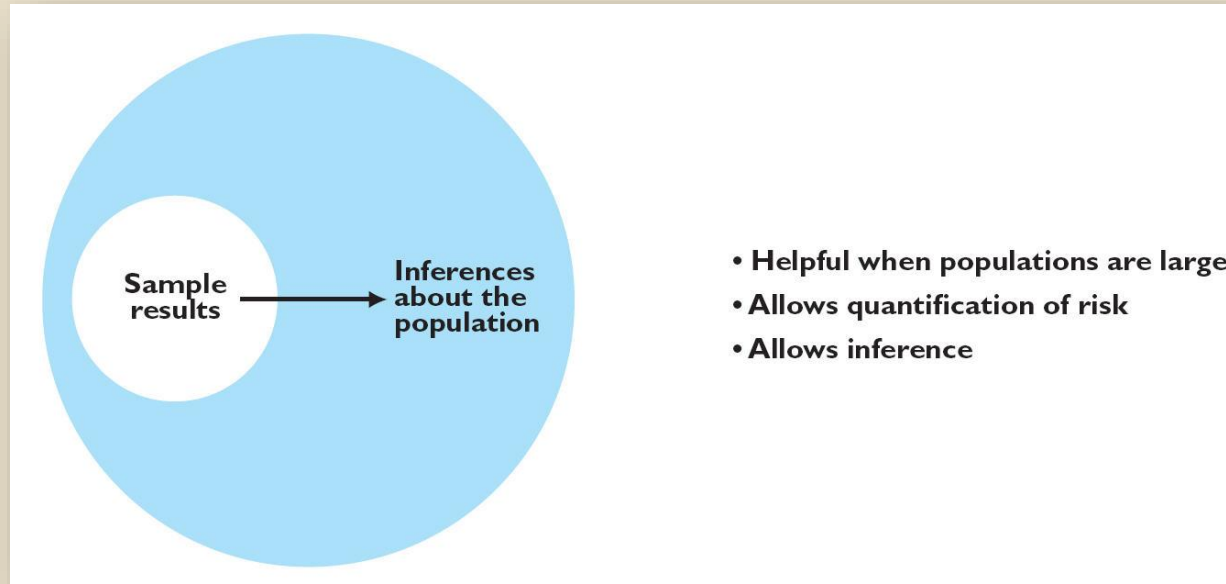 Sample
results
Inferences
about the
population
• Helpful when populations are large
• Allows quantification of risk
• Allows inference